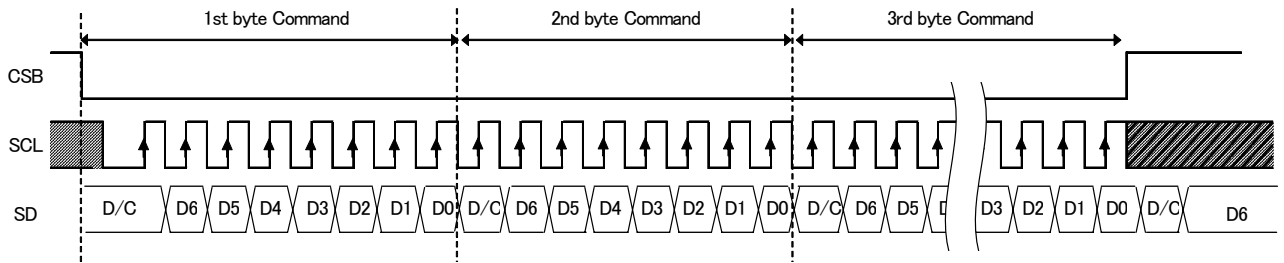 1st byte Command 2nd byte Command 3rd byte Command
CSB
SCL
SD D/C D6 D5 D4 D3 D2 D1 D0 D/C D6 D5 D4 D3 D2 D1 D0 D/C D6 D5 D3 D2 D1 D0 D/C D6